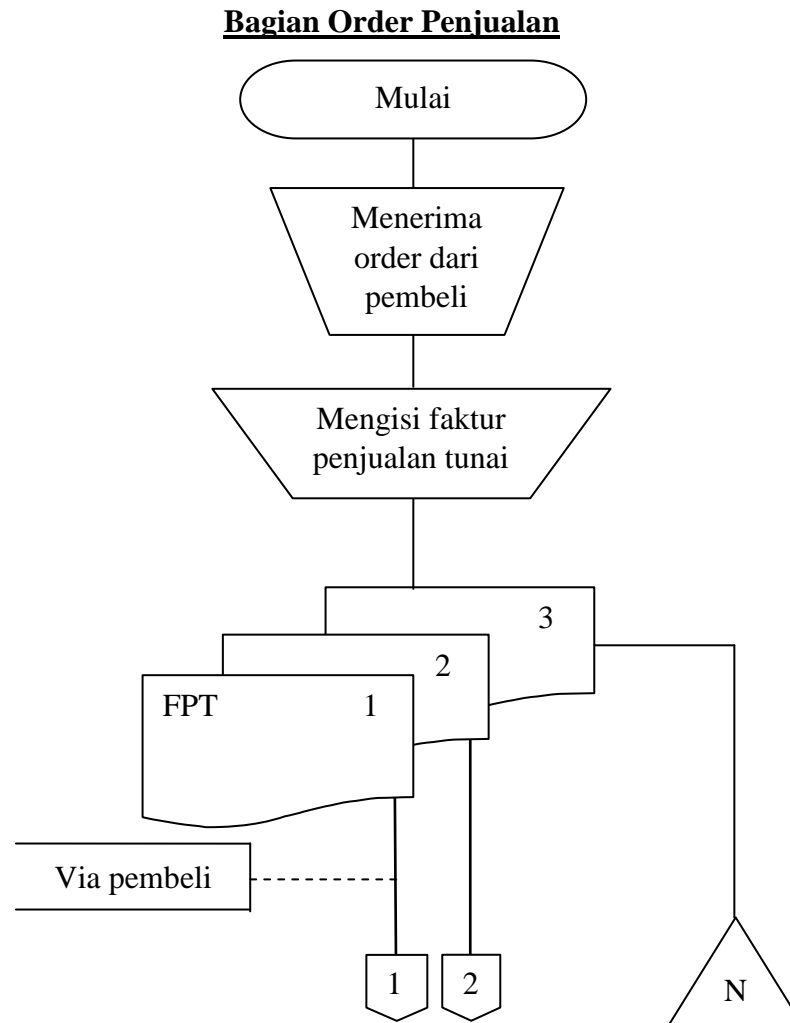 Bagian Order Penjualan
Mulai
Menerima
order dari
pembeli
Mengisi faktur
penjualan tunai
3
2
FPT 1
Via pembeli
1 2
N